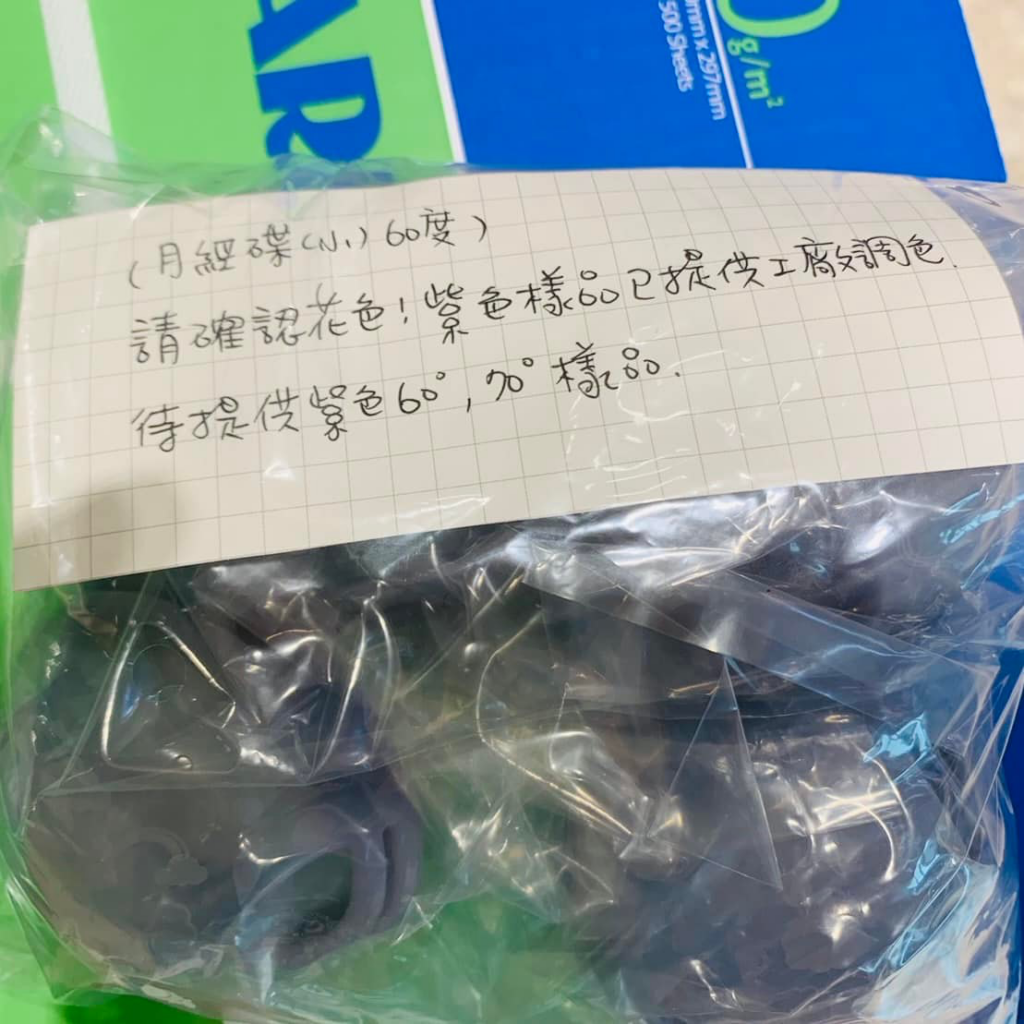 AR
g/m²
mm x 297mm
500 Sheets
(月經碟(小)60度)
請確認花色!紫色樣品已提供工廠調色.
待提供紫色60°,70°樣品.